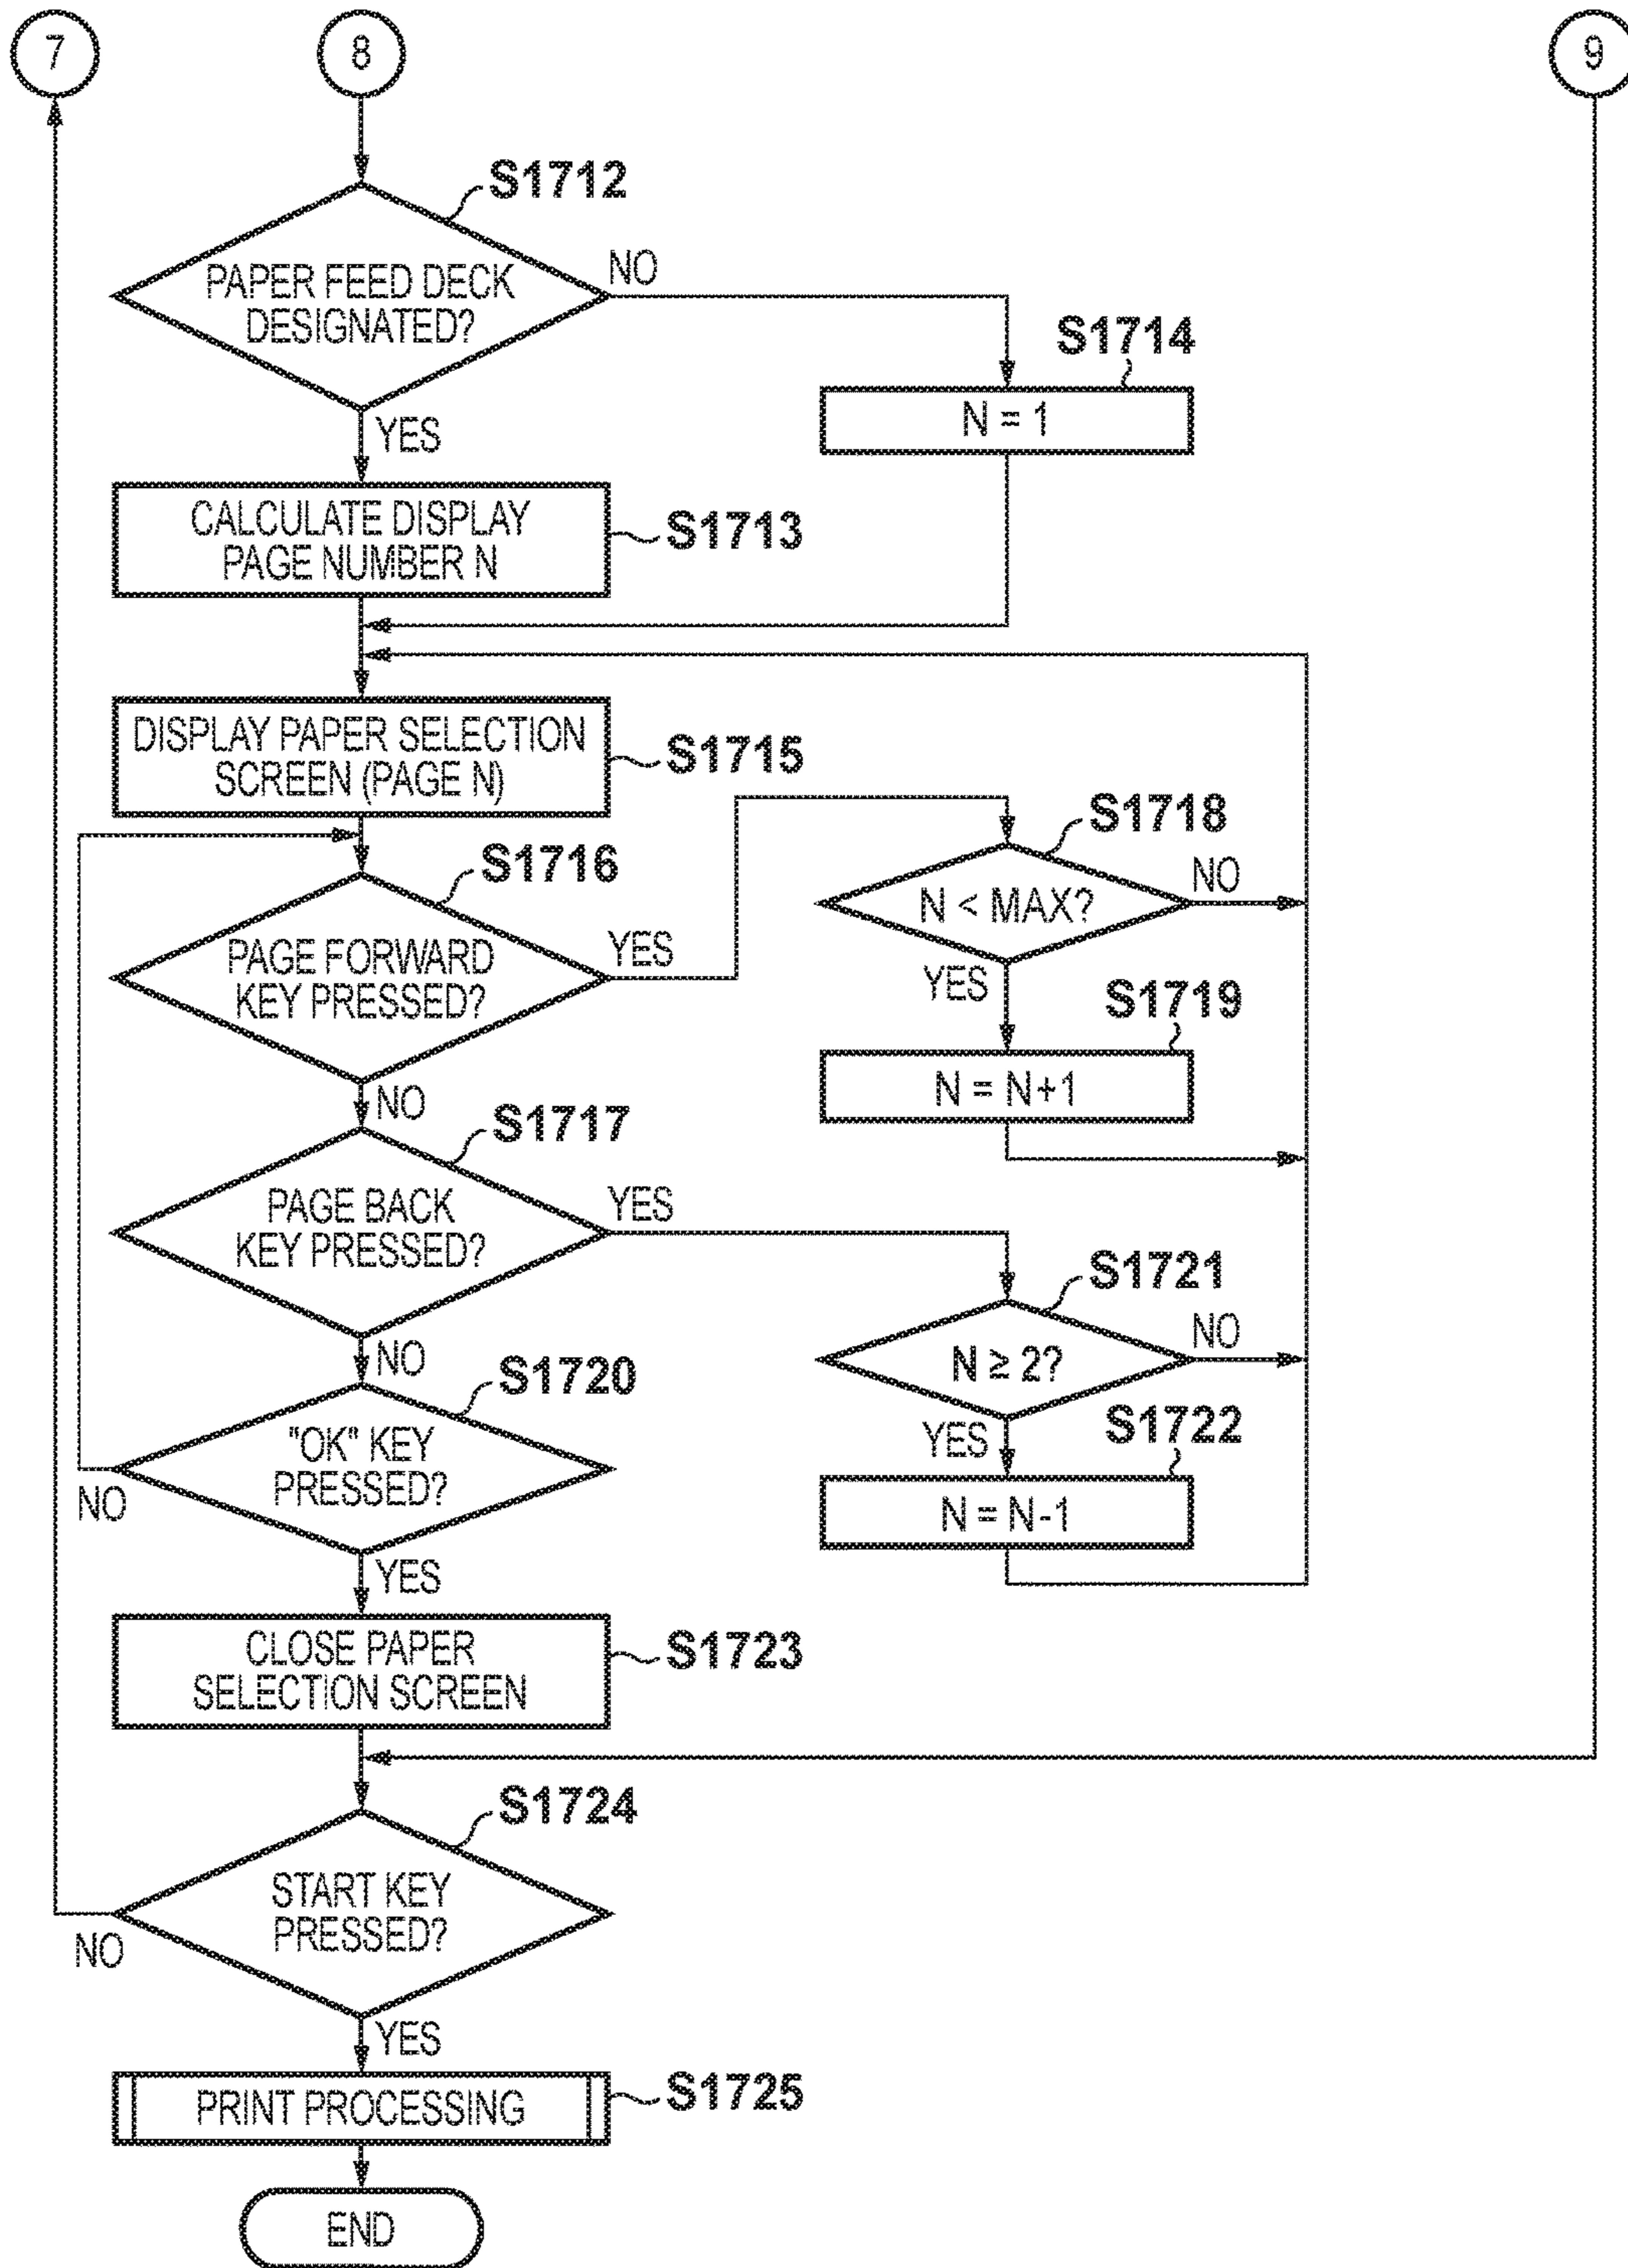 7
8
9
S1712
PAPER FEED DECK
DESIGNATED?
NO
S1714
N = 1
YES
CALCULATE DISPLAY
PAGE NUMBER N
S1713
DISPLAY PAPER SELECTION
SCREEN (PAGE N)
S1715
S1716
PAGE FORWARD
KEY PRESSED?
YES
S1718
N < MAX?
NO
YES
S1719
N = N+1
NO
S1717
PAGE BACK
KEY PRESSED?
YES
S1721
N ≥ 2?
NO
YES
S1722
N = N-1
NO
S1720
"OK" KEY
PRESSED?
NO
YES
CLOSE PAPER
SELECTION SCREEN
S1723
S1724
START KEY
PRESSED?
NO
YES
PRINT PROCESSING
S1725
END